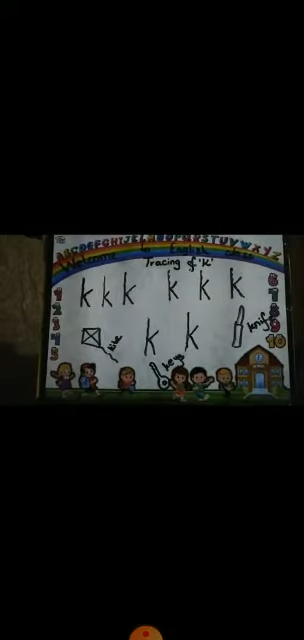 ABCDEFGHIJKLMNOPQRSTUVWXYZ
Welcome to English class
Tracing of 'K'
k k k k k k
kite k k knife
keys
1
2
3
4
5
6
7
8
9
10